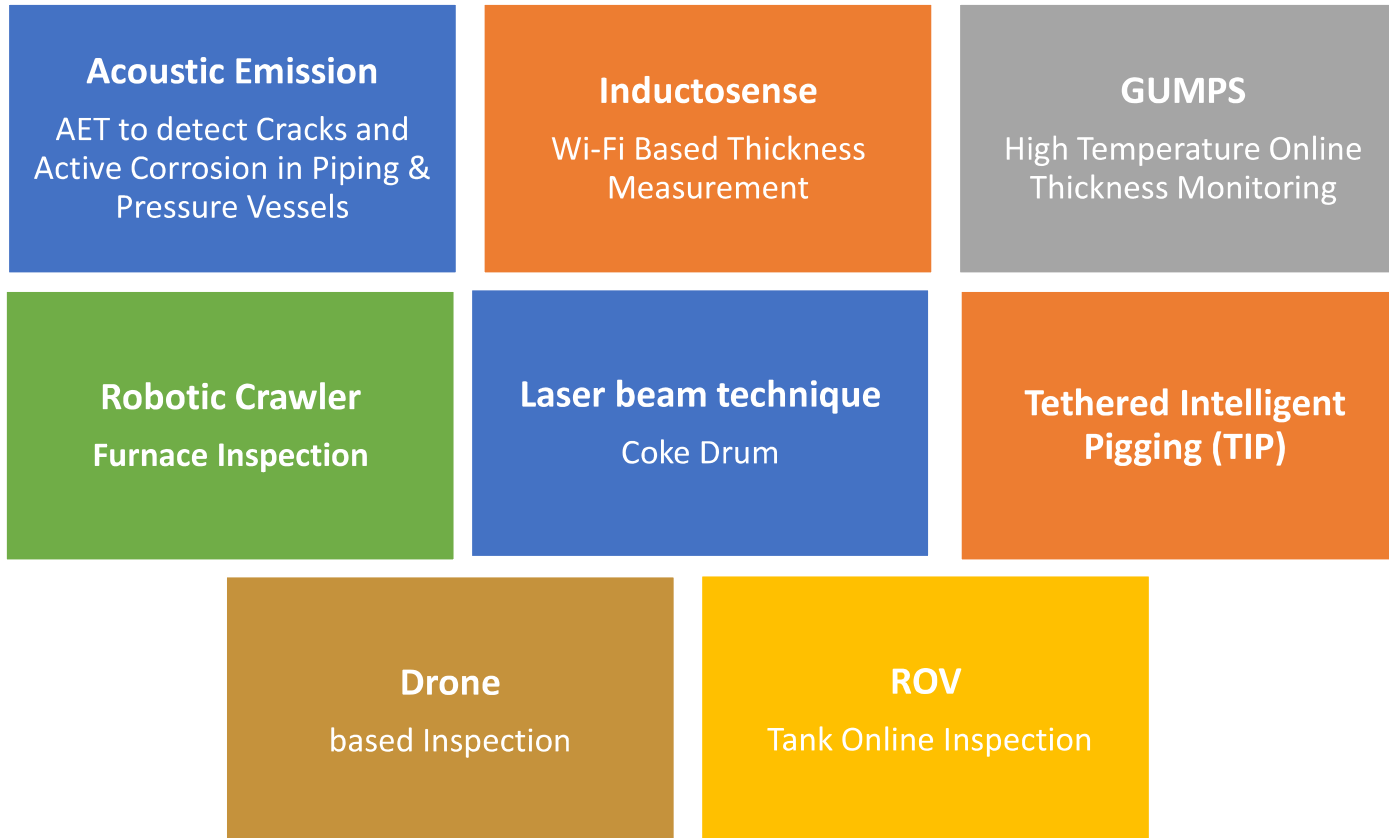 Acoustic Emission
AET to detect Cracks and
Active Corrosion in Piping &
Pressure Vessels
Inductosense
Wi-Fi Based Thickness
Measurement
GUMPS
High Temperature Online
Thickness Monitoring
Robotic Crawler
Furnace Inspection
Laser beam technique
Coke Drum
Tethered Intelligent
Pigging (TIP)
Drone
based Inspection
ROV
Tank Online Inspection